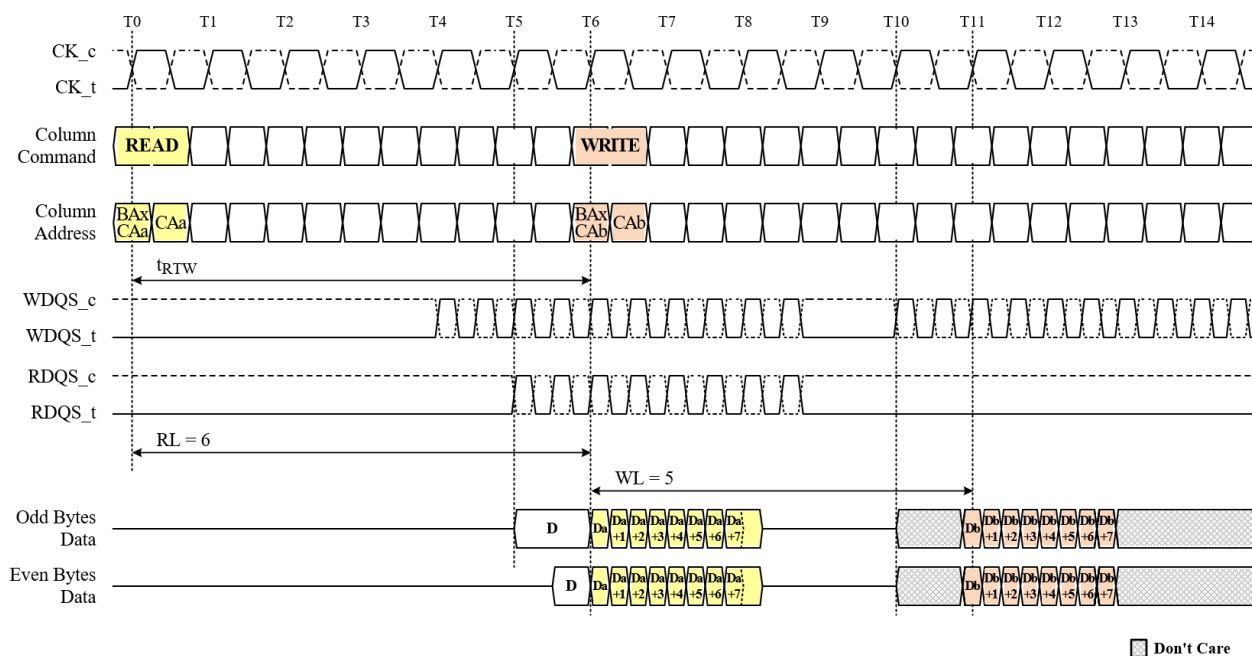 T0 T1 T2 T3 T4 T5 T6 T7 T8 T9 T10 T11 T12 T13 T14
CK_c
CK_t
Column
Command
READ WRITE
Column
Address
BAx
CAa
CAa
BAx
CAb
CAb
tRTW
WDQS_c
WDQS_t
RDQS_c
RDQS_t
RL = 6
WL = 5
Odd Bytes
Data
D Da Da+1 Da+2 Da+3 Da+4 Da+5 Da+6 Da+7 Db Db+1 Db+2 Db+3 Db+4 Db+5 Db+6 Db+7
Even Bytes
Data
D Da Da+1 Da+2 Da+3 Da+4 Da+5 Da+6 Da+7 Db Db+1 Db+2 Db+3 Db+4 Db+5 Db+6 Db+7
Don't Care